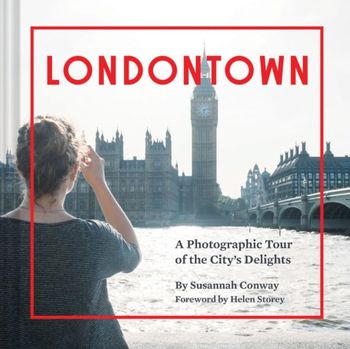 LONDONTOWN
A Photographic Tour
of the City's Delights
By Susannah Conway
Foreword by Helen Storey